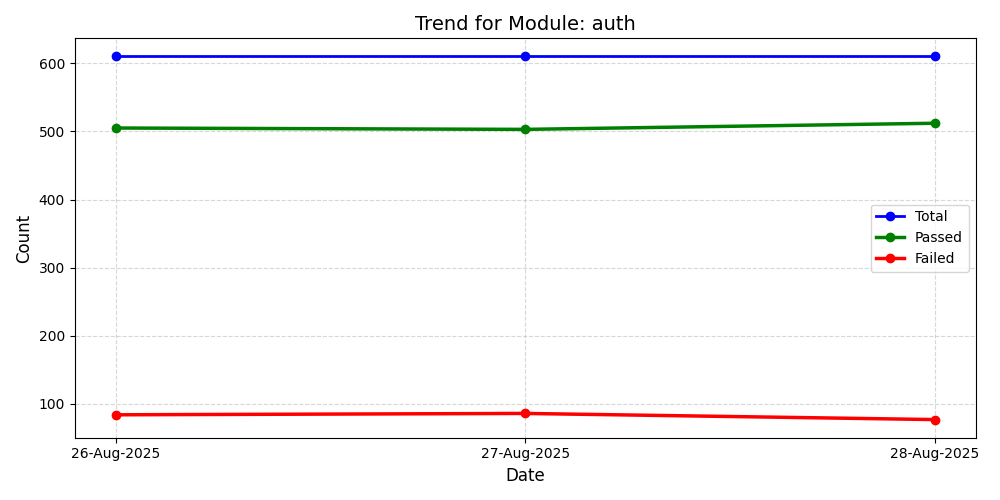 Trend for Module: auth
600
500
400
300
200
100
Count
Total
Passed
Failed
26-Aug-2025 27-Aug-2025 28-Aug-2025
Date